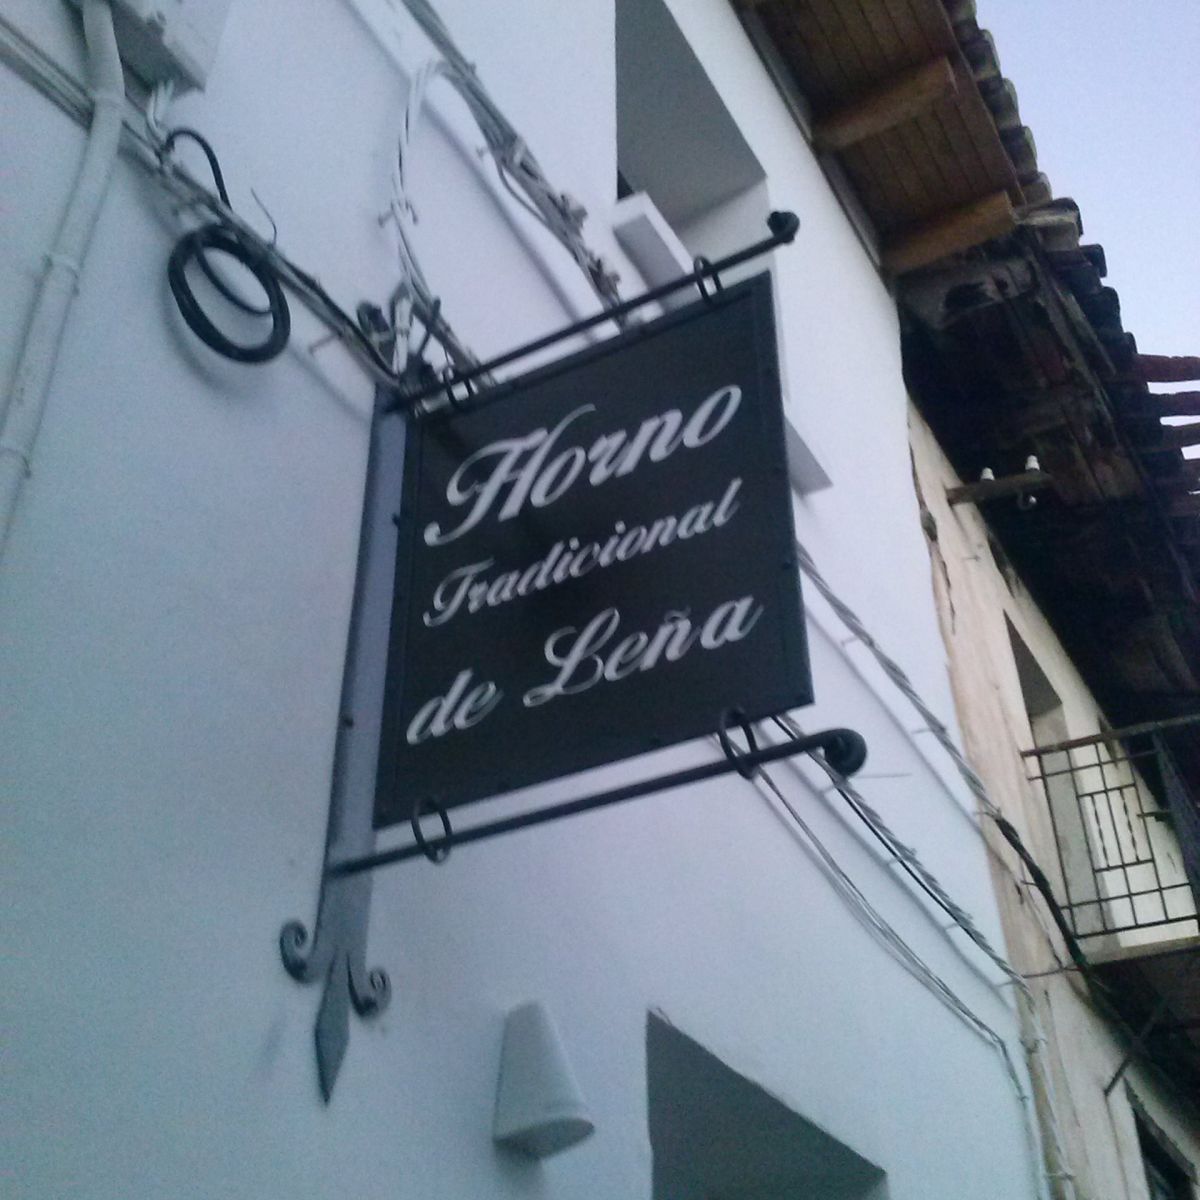 Horno
Tradicional
de Leña